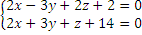 2x − 3y + 2z + 2 = 0
2x + 3y + z + 14 = 0